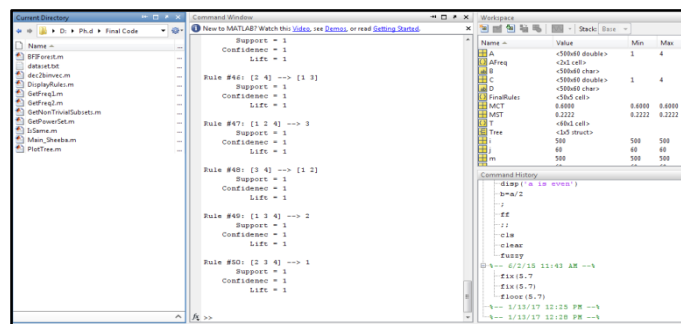 Current Directory
D: ▸ Ph.d ▸ Final Code
Name
BFIForest.m
dataset.txt
dec2binvec.m
DisplayRules.m
GetFreq1.m
GetFreq2.m
GetNonTrivialSubsets.m
GetPowerSet.m
IsSame.m
Main_Sheeba.m
PlotTree.m
Command Window
New to MATLAB? Watch this Video, see Demos, or read Getting Started.
Support = 1
Confidenec = 1
Lift = 1
Rule #46: [2 4] --> [1 3]
Support = 1
Confidenec = 1
Lift = 1
Rule #47: [1 2 4] --> 3
Support = 1
Confidenec = 1
Lift = 1
Rule #48: [3 4] --> [1 2]
Support = 1
Confidenec = 1
Lift = 1
Rule #49: [1 3 4] --> 2
Support = 1
Confidenec = 1
Lift = 1
Rule #50: [2 3 4] --> 1
Support = 1
Confidenec = 1
Lift = 1
fx >>
Workspace
Stack: Base
Name Value Min Max
A <500x60 double> 1 4
AFreq <2x1 cell>
B <500x60 char>
C <500x60 double> 1 4
D <500x60 char>
FinalRules <50x5 cell>
MCT 0.6000 0.6000 0.6000
MST 0.2222 0.2222 0.2222
T <60x1 cell>
Tree <1x5 struct>
i 500 500 500
j 60 60 60
m 500 500 500
Command History
disp('a is even')
b=a/2
;
ff
;;
cls
clear
fuzzy
%-- 6/2/15 11:43 AM --%
fix(5.7
fix(5.7)
floor(5.7)
%-- 1/13/17 12:25 PM --%
%-- 1/13/17 12:28 PM --%